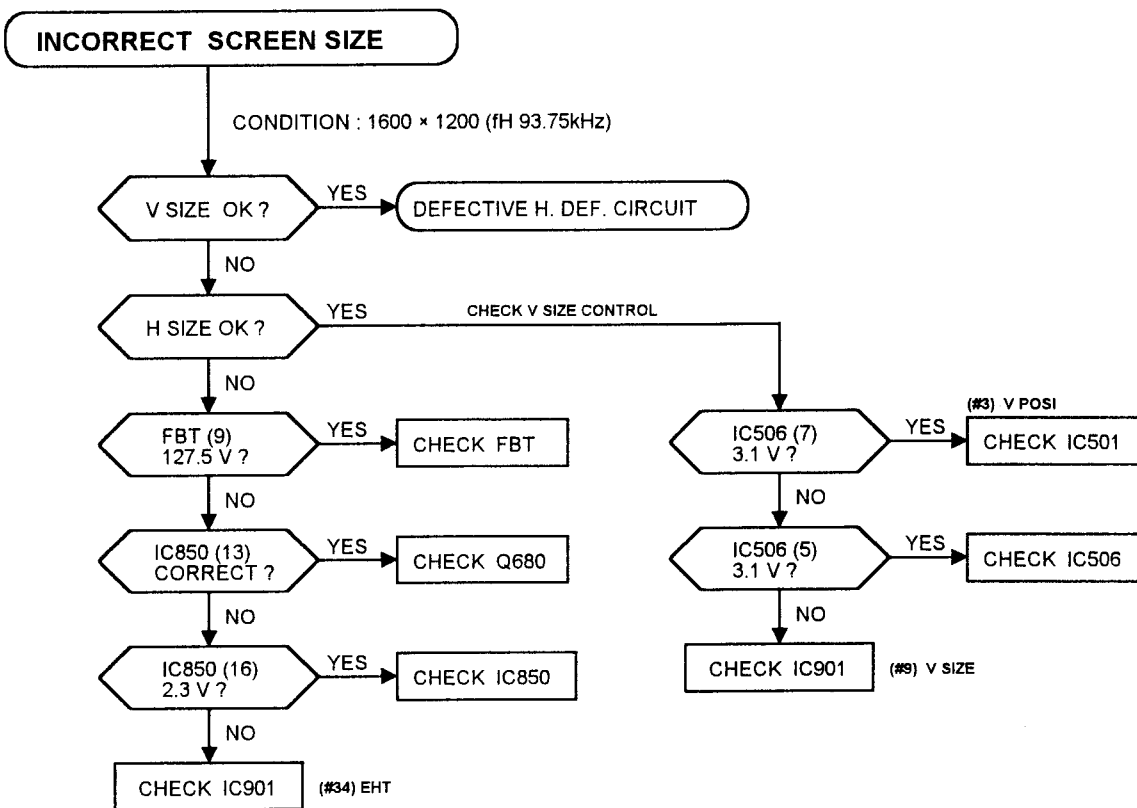 INCORRECT SCREEN SIZE
CONDITION : 1600 × 1200 (fH 93.75kHz)
V SIZE OK ?
YES
DEFECTIVE H. DEF. CIRCUIT
NO
H SIZE OK ?
YES
CHECK V SIZE CONTROL
NO
FBT (9)
127.5 V ?
YES
CHECK FBT
NO
IC850 (13)
CORRECT ?
YES
CHECK Q680
NO
IC850 (16)
2.3 V ?
YES
CHECK IC850
NO
CHECK IC901
(#34) EHT
IC506 (7)
3.1 V ?
YES
(#3) V POSI
CHECK IC501
NO
IC506 (5)
3.1 V ?
YES
CHECK IC506
NO
CHECK IC901
(#9) V SIZE